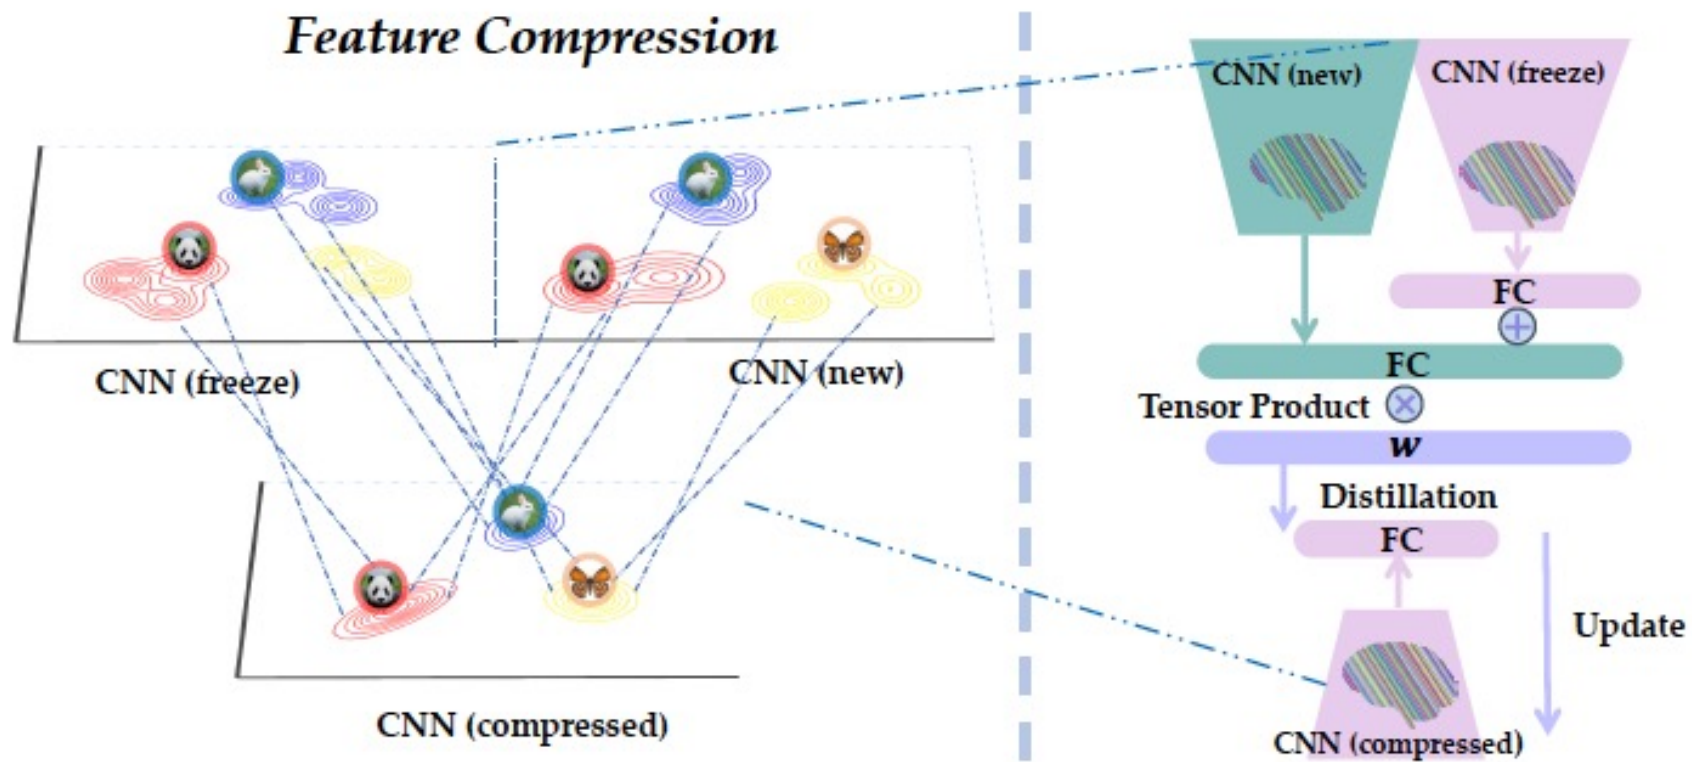 Feature Compression
CNN (freeze)
CNN (new)
CNN (compressed)
CNN (new)
CNN (freeze)
FC
FC
Tensor Product
w
Distillation
FC
Update
CNN (compressed)